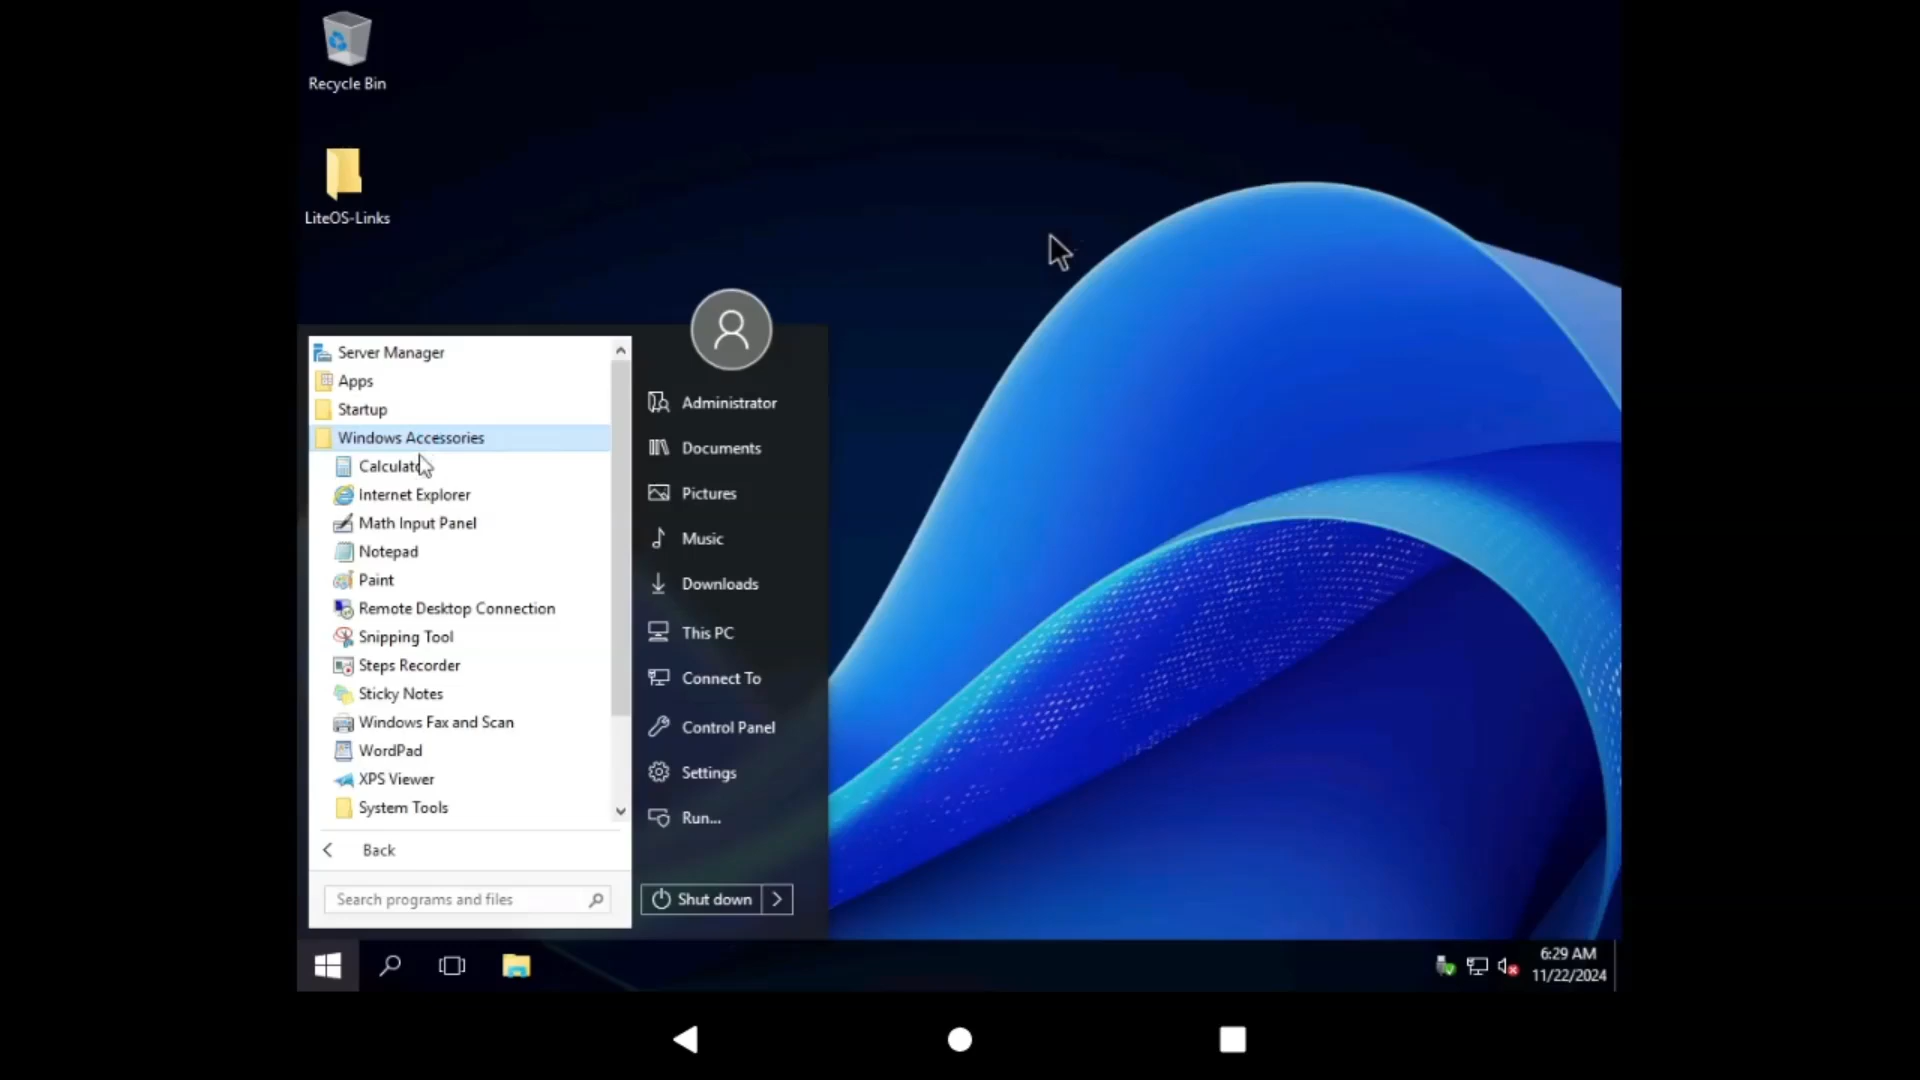 Recycle Bin
LiteOS-Links
Server Manager
Apps
Startup
Windows Accessories
Calculator
Internet Explorer
Math Input Panel
Notepad
Paint
Remote Desktop Connection
Snipping Tool
Steps Recorder
Sticky Notes
Windows Fax and Scan
WordPad
XPS Viewer
System Tools
Back
Search programs and files
Administrator
Documents
Pictures
Music
Downloads
This PC
Connect To
Control Panel
Settings
Run...
Shut down
6:29 AM
11/22/2024